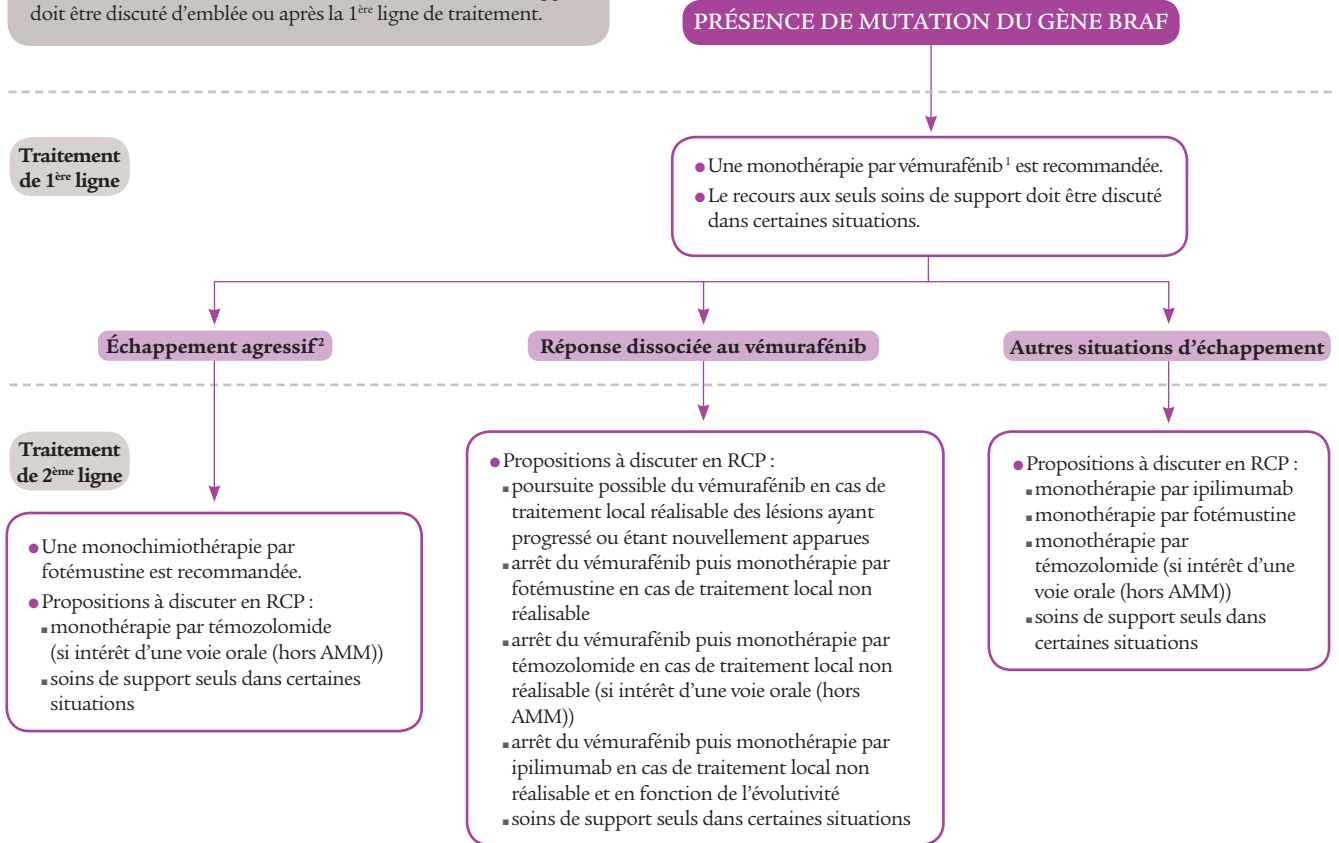 doit être discuté d'emblée ou après la 1ère ligne de traitement.
PRÉSENCE DE MUTATION DU GÈNE BRAF
Traitement
de 1ère ligne
● Une monothérapie par vémurafénib¹ est recommandée.
● Le recours aux seuls soins de support doit être discuté
dans certaines situations.
Échappement agressif²
Réponse dissociée au vémurafénib
Autres situations d'échappement
Traitement
de 2ème ligne
● Une monochimiothérapie par
fotémustine est recommandée.
● Propositions à discuter en RCP :
■ monothérapie par témozolomide
(si intérêt d'une voie orale (hors AMM))
■ soins de support seuls dans certaines
situations
● Propositions à discuter en RCP :
■ poursuite possible du vémurafénib en cas de
traitement local réalisable des lésions ayant
progressé ou étant nouvellement apparues
■ arrêt du vémurafénib puis monothérapie par
fotémustine en cas de traitement local non
réalisable
■ arrêt du vémurafénib puis monothérapie par
témozolomide en cas de traitement local non
réalisable (si intérêt d'une voie orale (hors
AMM))
■ arrêt du vémurafénib puis monothérapie par
ipilimumab en cas de traitement local non
réalisable et en fonction de l'évolutivité
■ soins de support seuls dans certaines situations
● Propositions à discuter en RCP :
■ monothérapie par ipilimumab
■ monothérapie par fotémustine
■ monothérapie par
témozolomide (si intérêt d'une
voie orale (hors AMM))
■ soins de support seuls dans
certaines situations